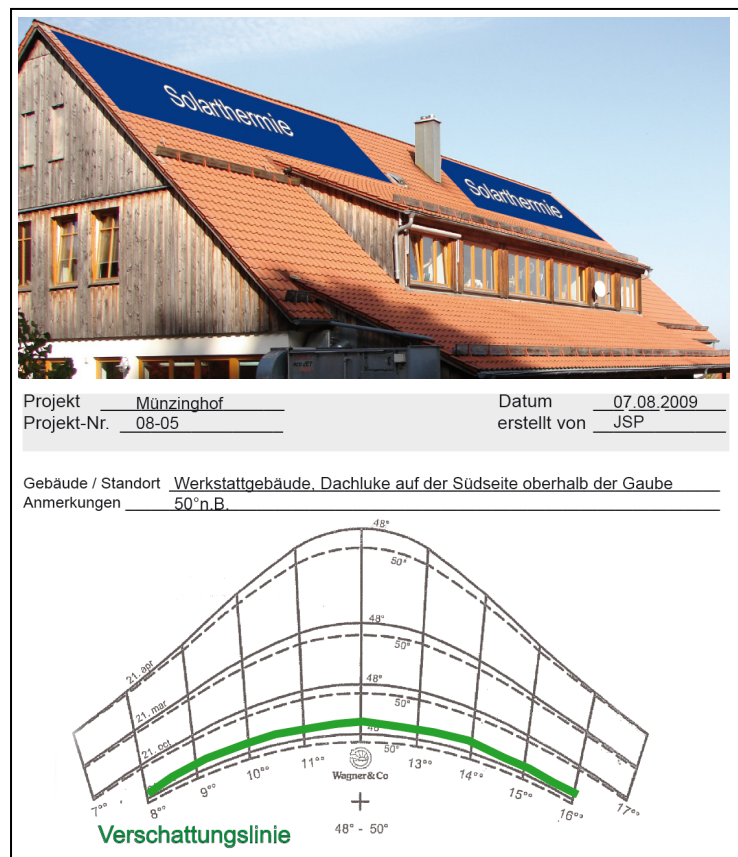 Solarthermie
Solarthermie
Projekt Münzinghof
Datum 07.08.2009
Projekt-Nr. 08-05
erstellt von JSP
Gebäude / Standort Werkstattgebäude, Dachluke auf der Südseite oberhalb der Gaube
Anmerkungen 50°n.B.
48°
50°
48°
50°
21. apr
48°
50°
21. mar
21. oct
48°
50°
Wagner & Co
7°°
8°°
9°°
10°°
11°°
13°°
14°°
15°°
16°°
17°°
48° - 50°
Verschattungslinie